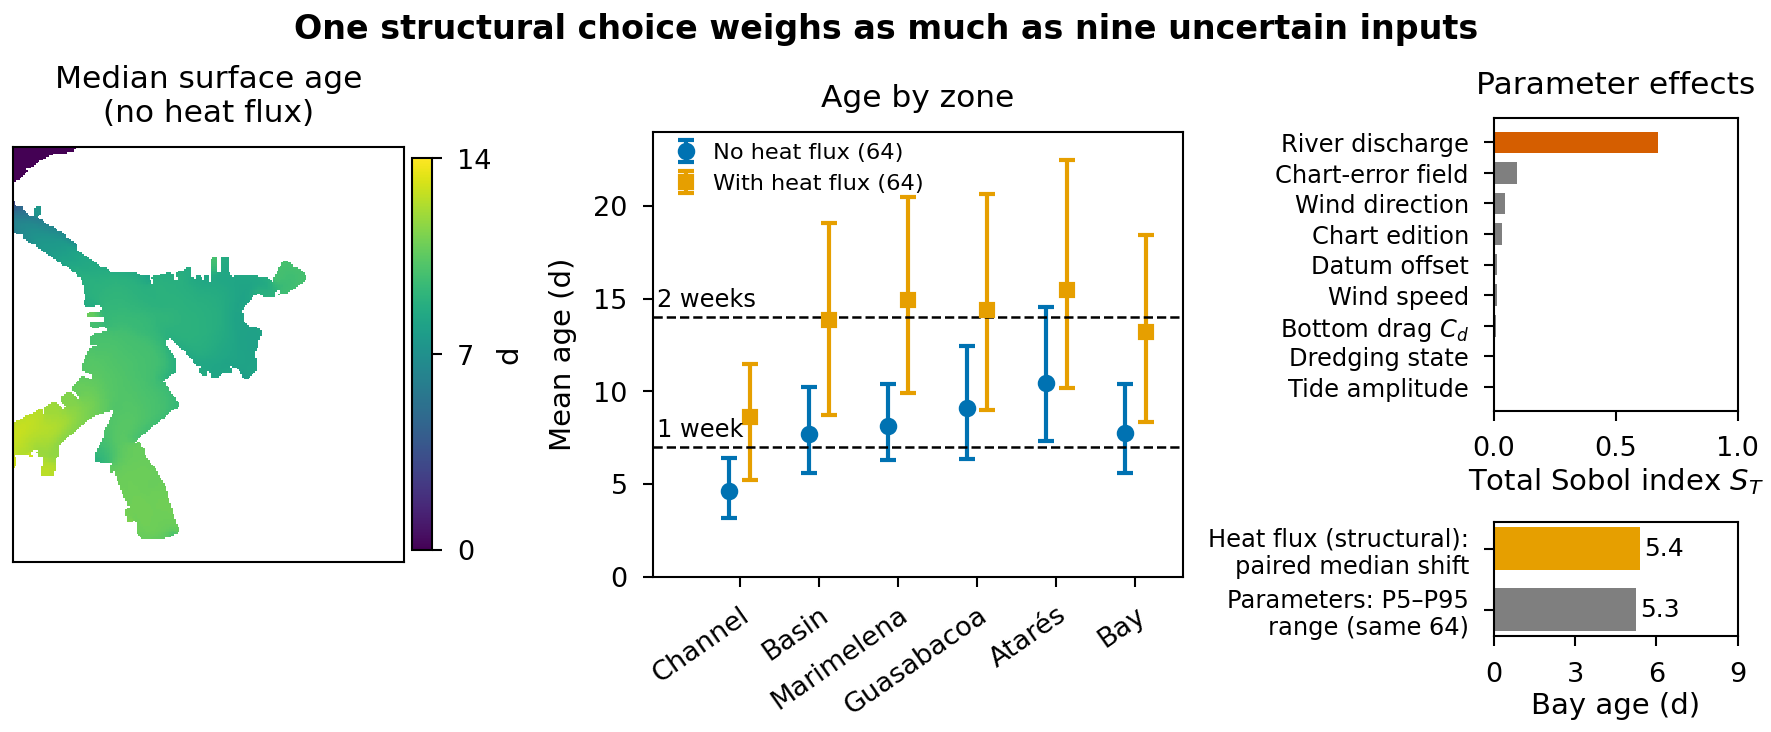 One structural choice weighs as much as nine uncertain inputs
Median surface age
(no heat flux)
14
7
0
d
Age by zone
No heat flux (64)
With heat flux (64)
2 weeks
1 week
Mean age (d)
20
15
10
5
0
Channel
Basin
Marimelena
Guasabacoa
Atarés
Bay
Parameter effects
River discharge
Chart-error field
Wind direction
Chart edition
Datum offset
Wind speed
Bottom drag C_d
Dredging state
Tide amplitude
0.0 0.5 1.0
Total Sobol index S_T
Heat flux (structural):
paired median shift
5.4
Parameters: P5–P95
range (same 64)
5.3
0 3 6 9
Bay age (d)